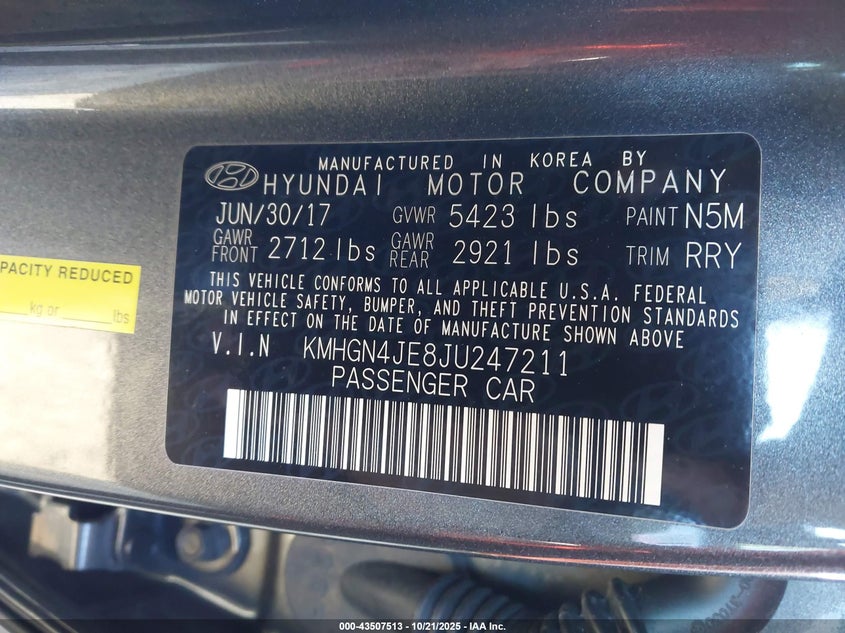 MANUFACTURED IN KOREA BY
HYUNDAI MOTOR COMPANY
JUN/30/17 GVWR 5423 lbs PAINT N5M
GAWR FRONT 2712 lbs GAWR REAR 2921 lbs TRIM RRY
THIS VEHICLE CONFORMS TO ALL APPLICABLE U.S.A. FEDERAL
MOTOR VEHICLE SAFETY, BUMPER, AND THEFT PREVENTION STANDARDS
IN EFFECT ON THE DATE OF MANUFACTURE SHOWN ABOVE
V.I.N KMHGN4JE8JU247211
PASSENGER CAR
PACITY REDUCED
kg or lbs
000-43507513 - 10/21/2025 - © IAA Inc.